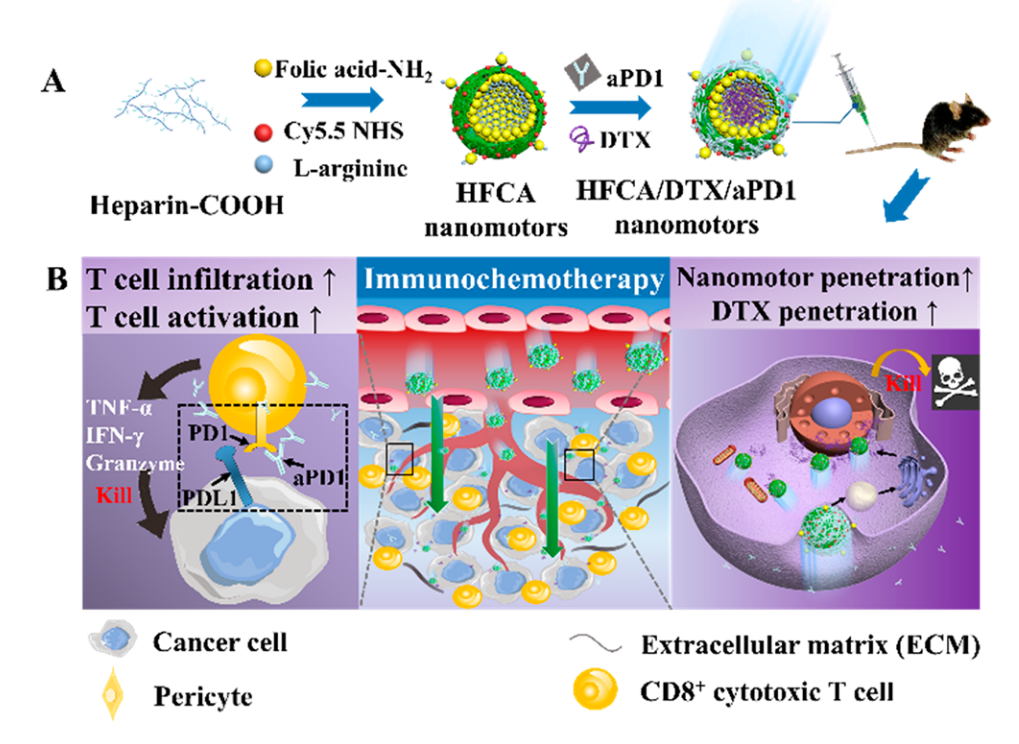 A
Folic acid-NH₂
Cy5.5 NHS
L-arginine
Heparin-COOH
HFCA
nanomotors
aPD1
DTX
HFCA/DTX/aPD1
nanomotors
B
T cell infiltration ↑
T cell activation ↑
TNF-α
IFN-γ
Granzyme
Kill
PD1
PDL1
aPD1
Immunochemotherapy
Nanomotor penetration↑
DTX penetration ↑
Kill
Cancer cell
Pericyte
Extracellular matrix (ECM)
CD8⁺ cytotoxic T cell